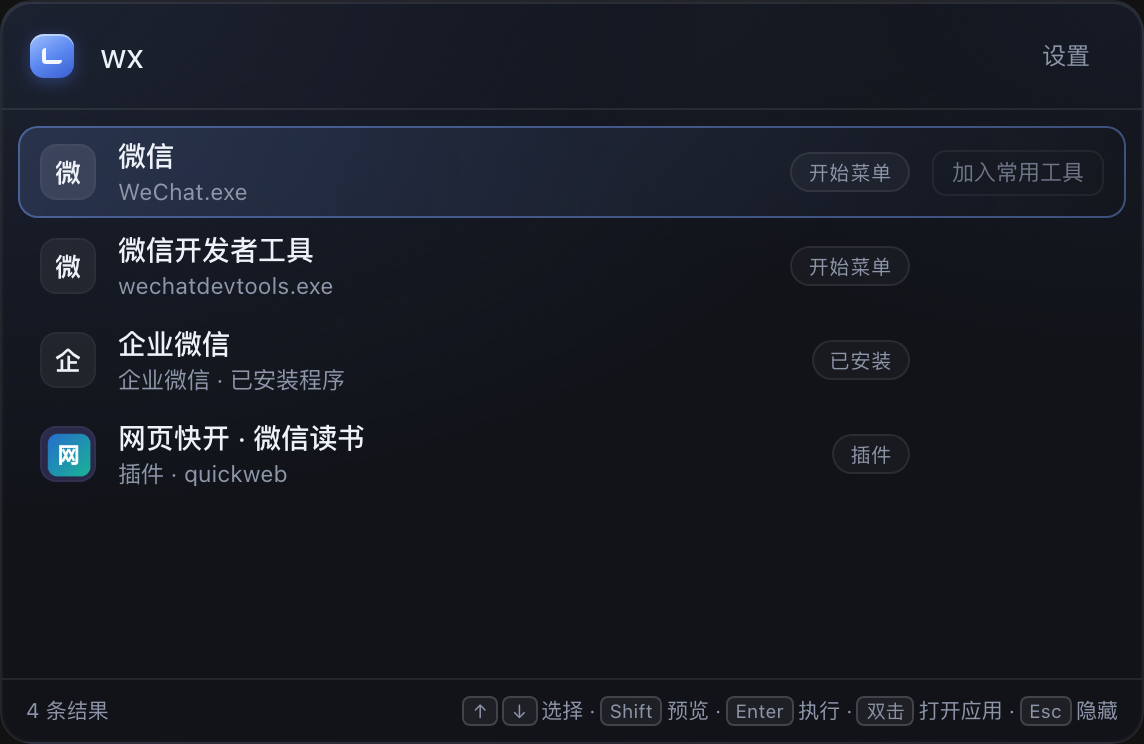 wx
设置
微
微信
WeChat.exe
开始菜单
加入常用工具
微
微信开发者工具
wechatdevtools.exe
开始菜单
企
企业微信
企业微信 · 已安装程序
已安装
网
网页快开 · 微信读书
插件 · quickweb
插件
4 条结果
↑ ↓ 选择 · Shift 预览 · Enter 执行 · 双击 打开应用 · Esc 隐藏